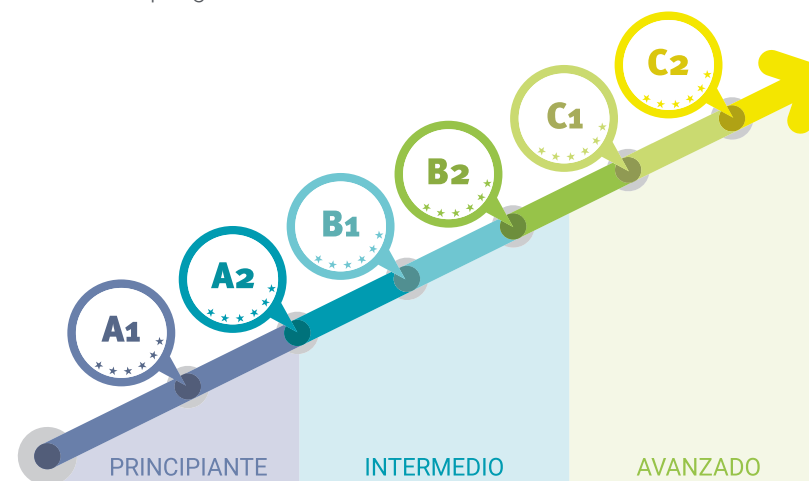 C2
C1
B2
B1
A2
A1
PRINCIPIANTE
INTERMEDIO
AVANZADO